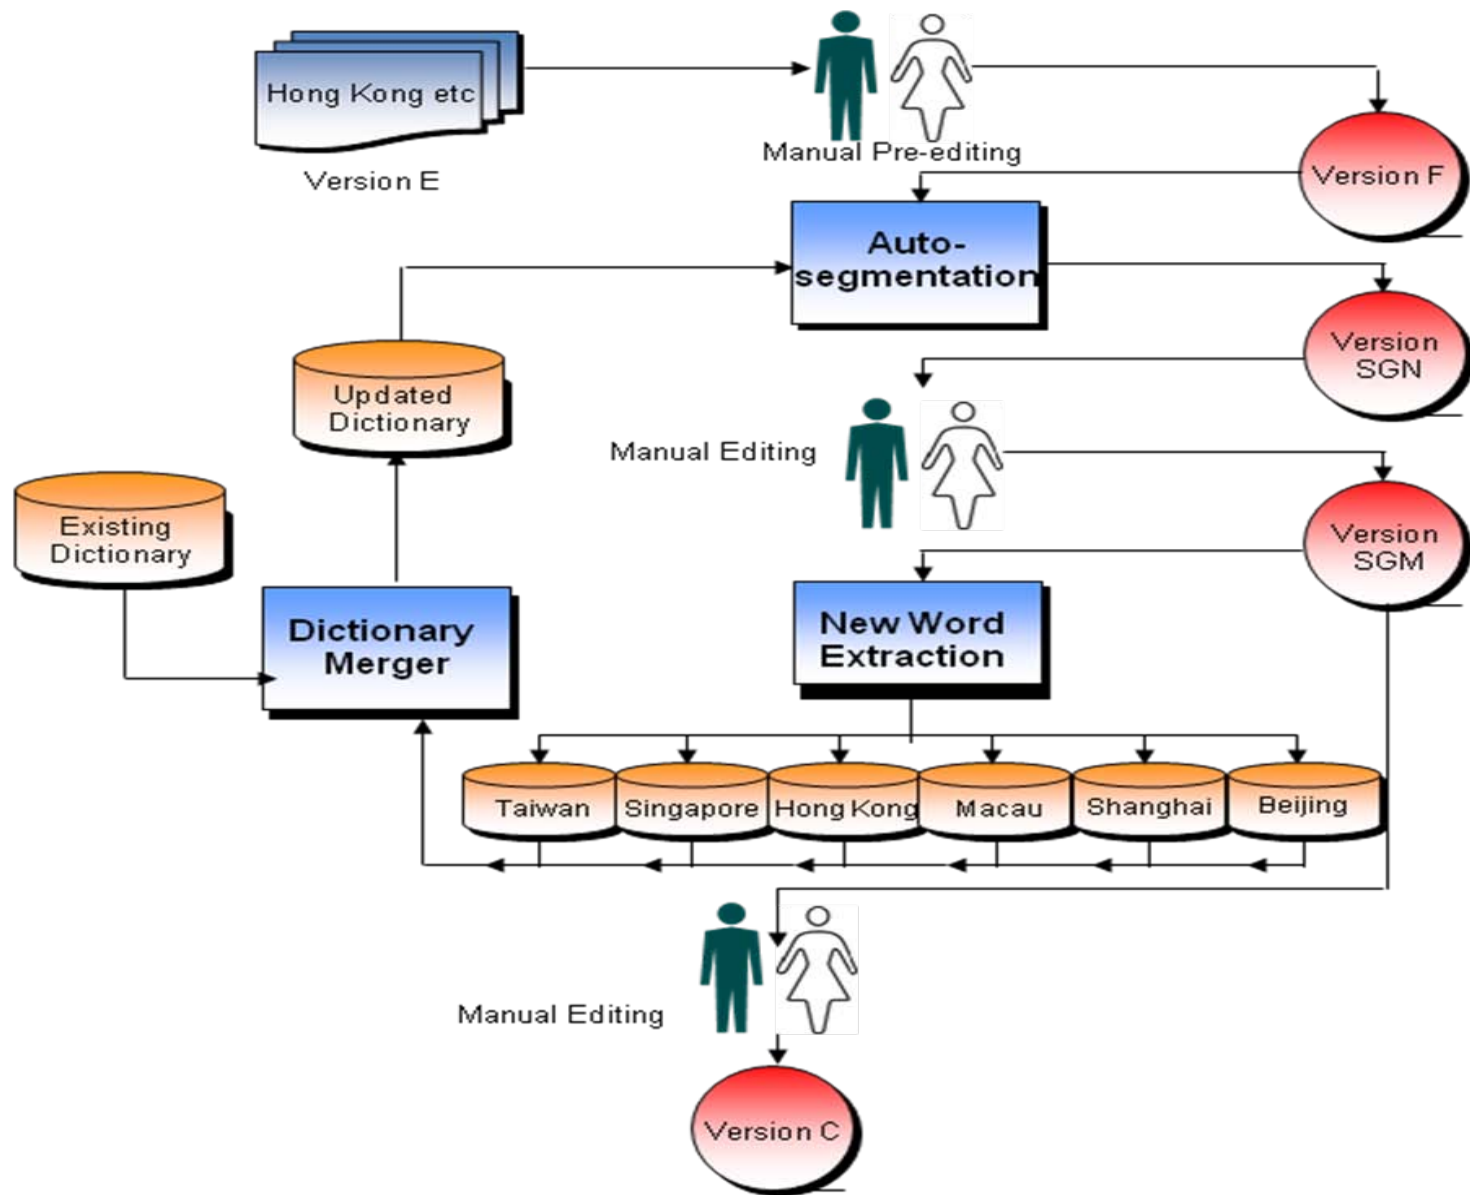 Hong Kong etc
Version E
Manual Pre-editing
Version F
Auto-
segmentation
Version
SGN
Updated
Dictionary
Manual Editing
Existing
Dictionary
Version
SGM
Dictionary
Merger
New Word
Extraction
Taiwan
Singapore
Hong Kong
Macau
Shanghai
Beijing
Manual Editing
Version C